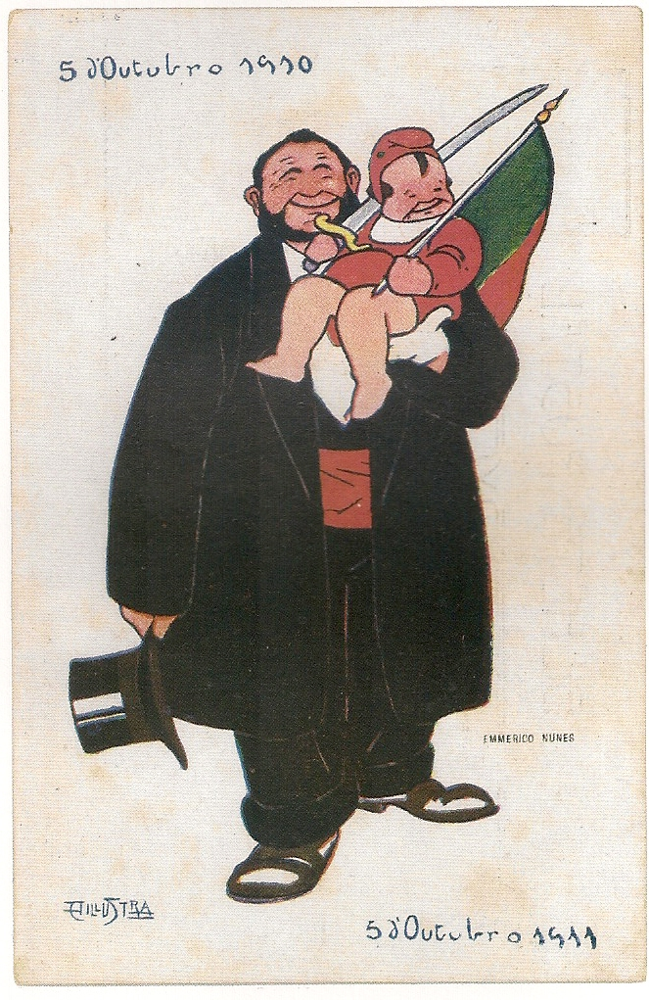 5 d'Outubro 1910
EMMERICO NUNES
ILLUSTRA
5 d'Outubro 1911